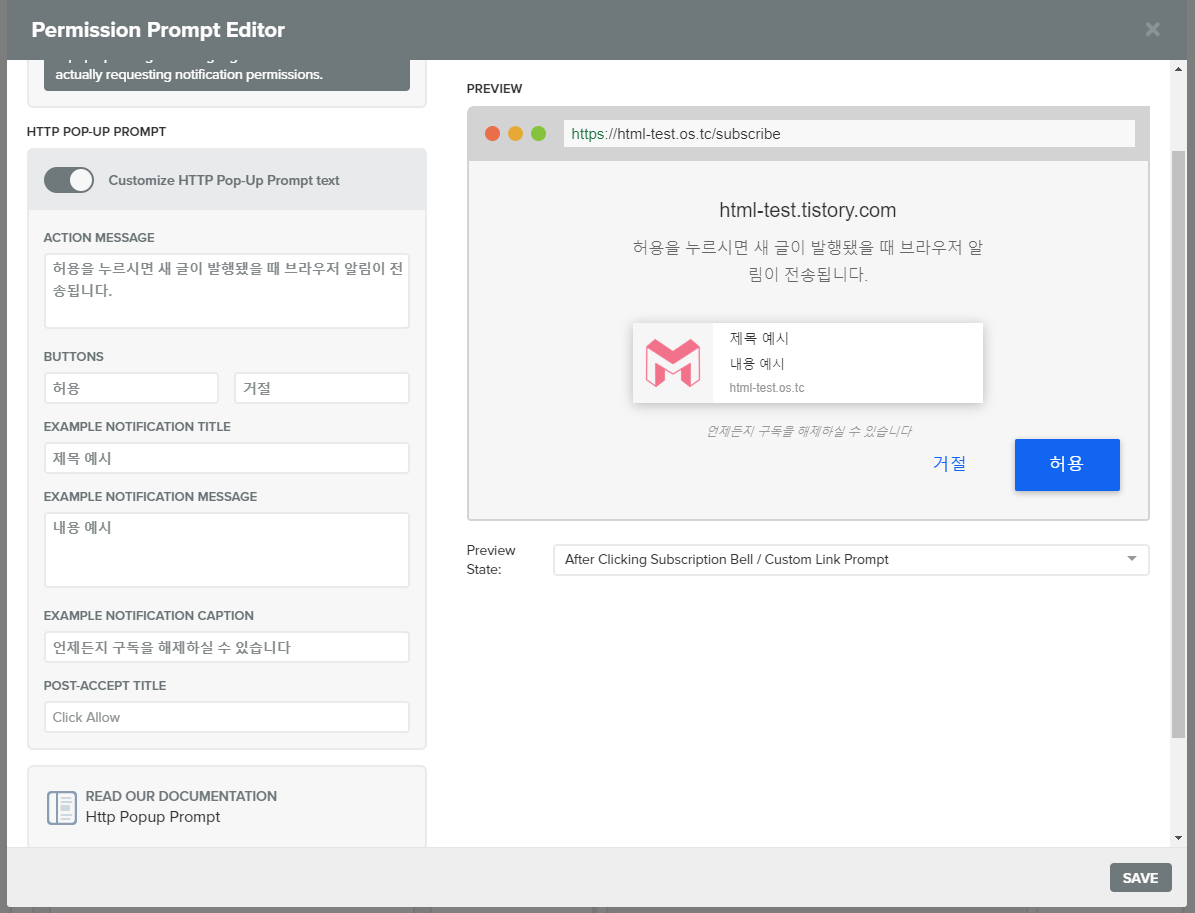 Permission Prompt Editor
actually requesting notification permissions.
HTTP POP-UP PROMPT
Customize HTTP Pop-Up Prompt text
ACTION MESSAGE
허용을 누르시면 새 글이 발행됐을 때 브라우저 알림이 전
송됩니다.
BUTTONS
허용
거절
EXAMPLE NOTIFICATION TITLE
제목 예시
EXAMPLE NOTIFICATION MESSAGE
내용 예시
EXAMPLE NOTIFICATION CAPTION
언제든지 구독을 해제하실 수 있습니다
POST-ACCEPT TITLE
Click Allow
READ OUR DOCUMENTATION
Http Popup Prompt
PREVIEW
https://html-test.os.tc/subscribe
html-test.tistory.com
허용을 누르시면 새 글이 발행됐을 때 브라우저 알
림이 전송됩니다.
제목 예시
내용 예시
html-test.os.tc
언제든지 구독을 해제하실 수 있습니다
거절
허용
Preview
State:
After Clicking Subscription Bell / Custom Link Prompt
SAVE